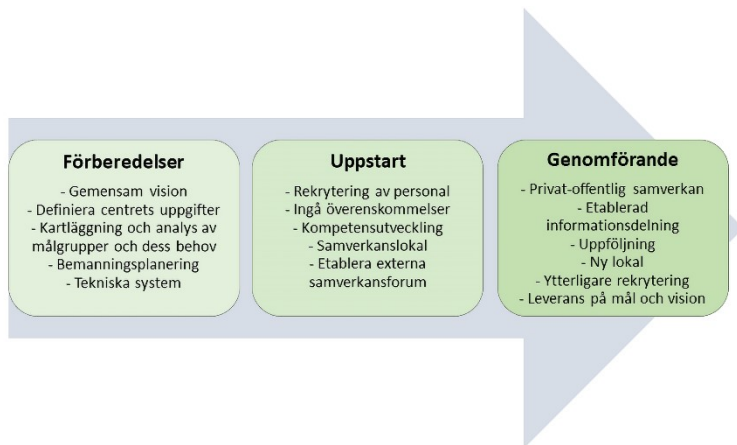 Förberedelser
- Gemensam vision
- Definiera centrets uppgifter
- Kartläggning och analys av
målgrupper och dess behov
- Bemanningsplanering
- Tekniska system
Uppstart
- Rekrytering av personal
- Ingå överenskommelser
- Kompetensutveckling
- Samverkanslokal
- Etablera externa
samverkansforum
Genomförande
- Privat-offentlig samverkan
- Etablerad
informationsdelning
- Uppföljning
- Ny lokal
- Ytterligare rekrytering
- Leverans på mål och vision